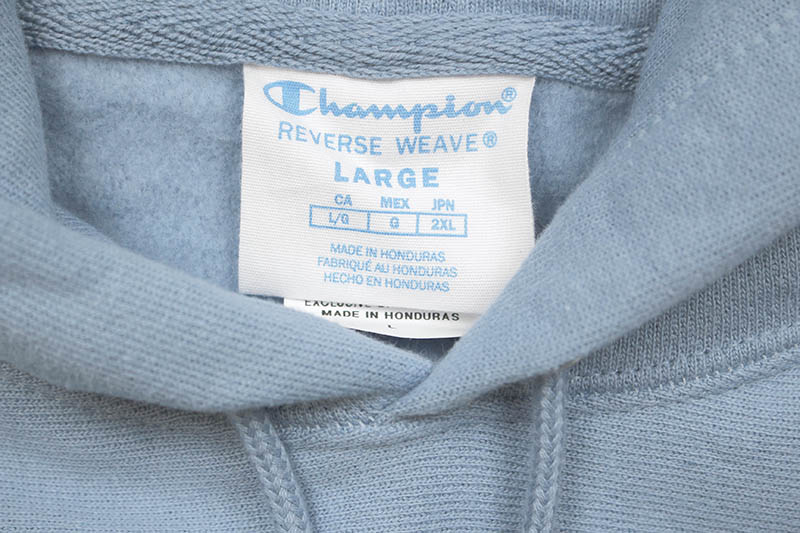 Champion®
REVERSE WEAVE®
LARGE
CA MEX JPN
L/G G 2XL
MADE IN HONDURAS
FABRIQUÉ AU HONDURAS
HECHO EN HONDURAS
EXCLUSIVE
MADE IN HONDURAS
L